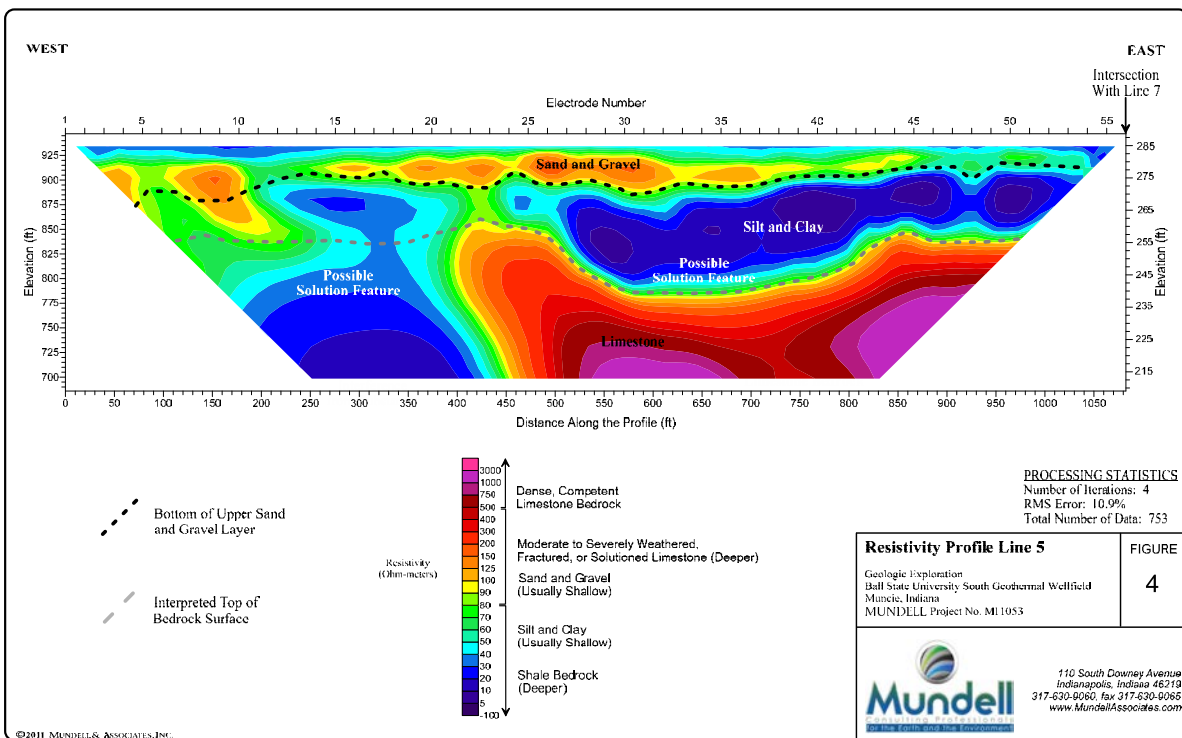 WEST
EAST
Intersection
With Line 7
Electrode Number
1 5 10 15 20 25 30 35 40 45 50 55
925
900
875
850
825
800
775
750
725
700
Elevation (ft)
285
275
265
255
245
235
225
215
Elevation (ft)
Sand and Gravel
Silt and Clay
Possible
Solution Feature
Possible
Solution Feature
Limestone
0 50 100 150 200 250 300 350 400 450 500 550 600 650 700 750 800 850 900 950 1000 1050
Distance Along the Profile (ft)
Bottom of Upper Sand
and Gravel Layer
Interpreted Top of
Bedrock Surface
Resistivity
(Ohm-meters)
3000
1000
750
500
400
300
200
150
125
100
90
80
70
60
50
40
30
20
10
5
-100
Dense, Competent
Limestone Bedrock
Moderate to Severely Weathered,
Fractured, or Solutioned Limestone (Deeper)
Sand and Gravel
(Usually Shallow)
Silt and Clay
(Usually Shallow)
Shale Bedrock
(Deeper)
PROCESSING STATISTICS
Number of Iterations: 4
RMS Error: 10.9%
Total Number of Data: 753
Resistivity Profile Line 5
Geologic Exploration
Ball State University South Geothermal Wellfield
Muncie, Indiana
MUNDELL Project No. M11053
FIGURE
4
Mundell
Consulting Professionals
for the Earth and the Environment
110 South Downey Avenue
Indianapolis, Indiana 46219
317-630-9060, fax 317-630-9065
www.MundellAssociates.com
©2011 MUNDELL & ASSOCIATES, INC.